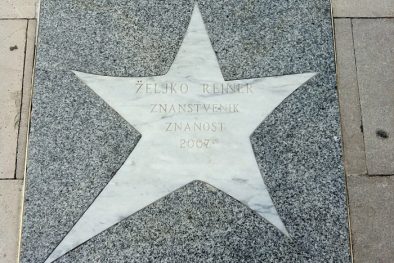 ŽELJKO REINER
ZNANSTVENIK
ZNANOST
2007